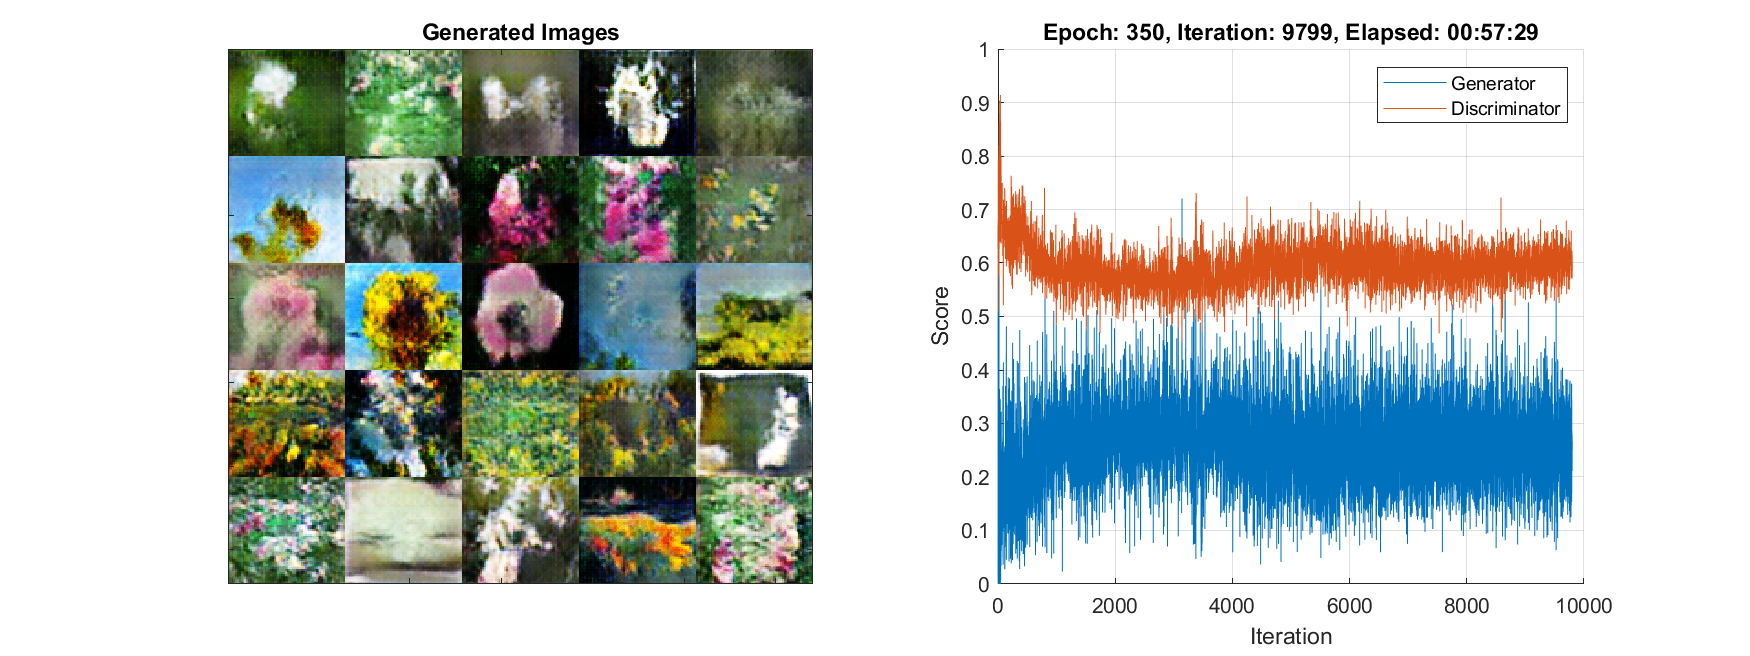 Generated Images
Epoch: 350, Iteration: 9799, Elapsed: 00:57:29
Generator
Discriminator
1
0.9
0.8
0.7
0.6
0.5
0.4
0.3
0.2
0.1
0
Score
0 2000 4000 6000 8000 10000
Iteration